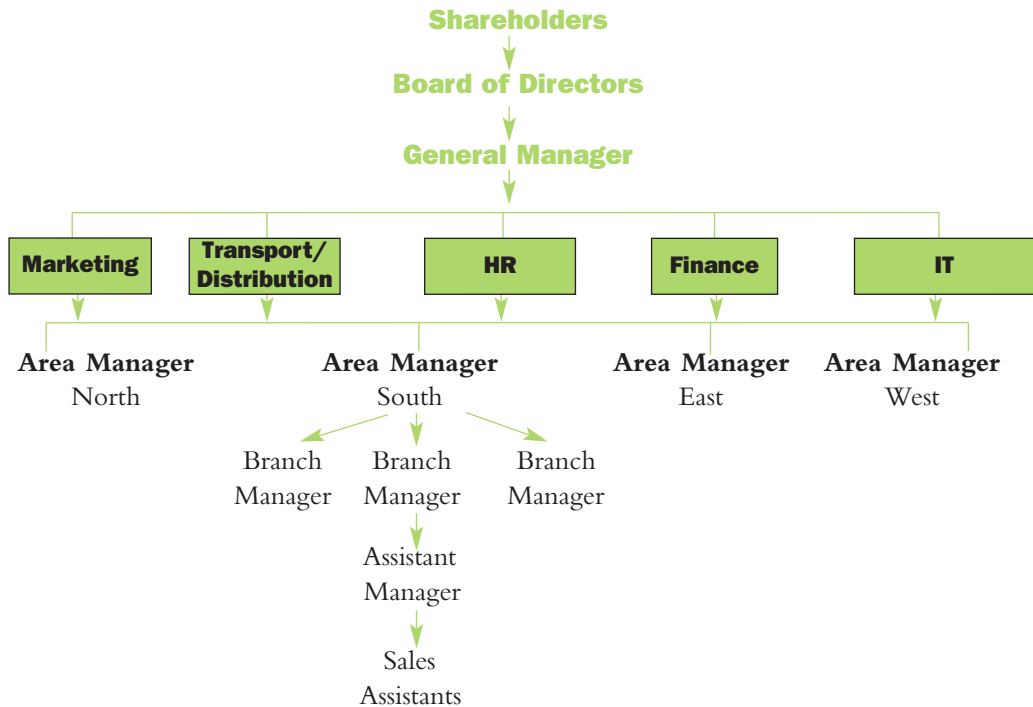 Shareholders
Board of Directors
General Manager
Marketing
Transport/
Distribution
HR
Finance
IT
Area Manager
North
Area Manager
South
Area Manager
East
Area Manager
West
Branch
Manager
Branch
Manager
Branch
Manager
Assistant
Manager
Sales
Assistants